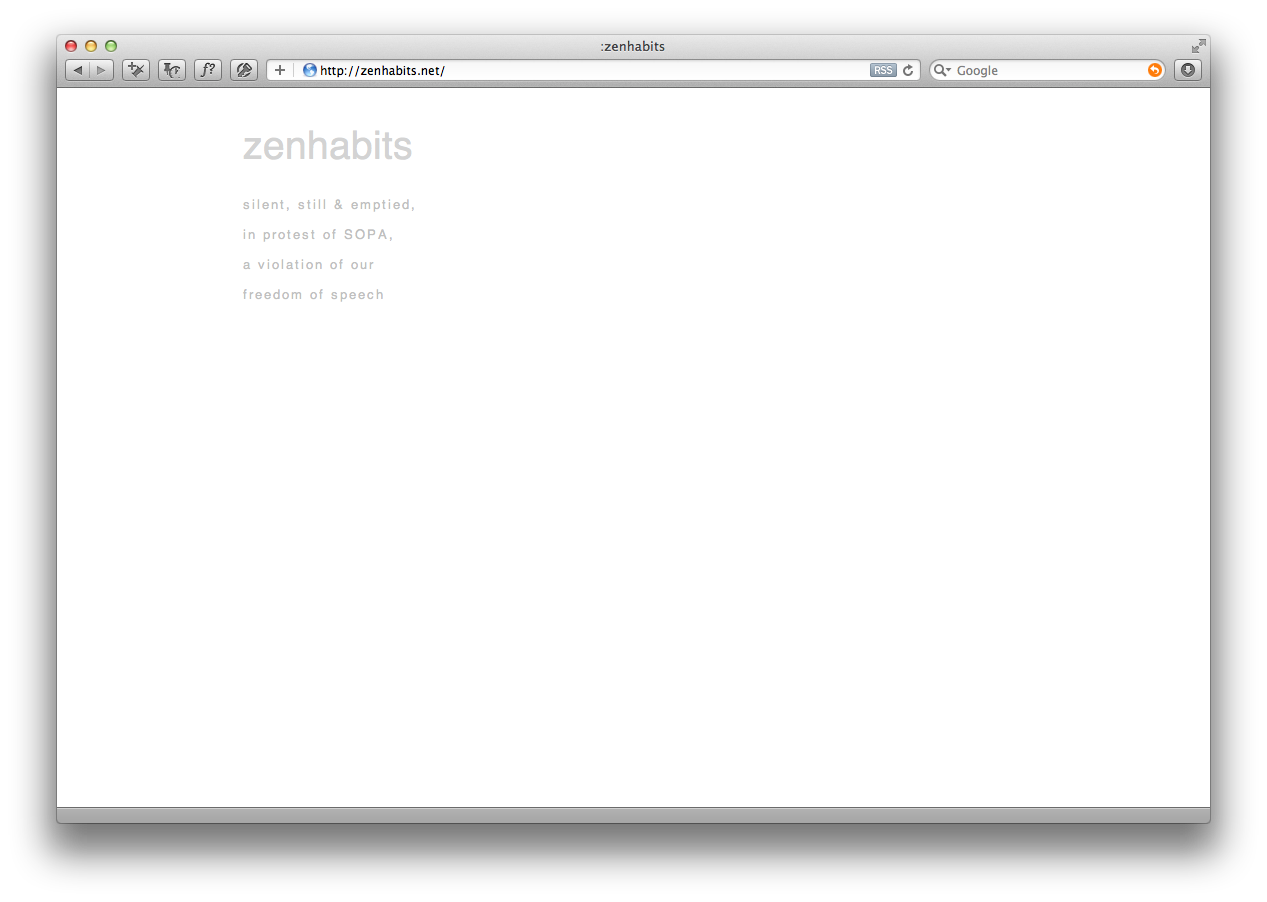 :zenhabits
f?
http://zenhabits.net/
RSS
Google
zenhabits
silent, still & emptied,
in protest of SOPA,
a violation of our
freedom of speech